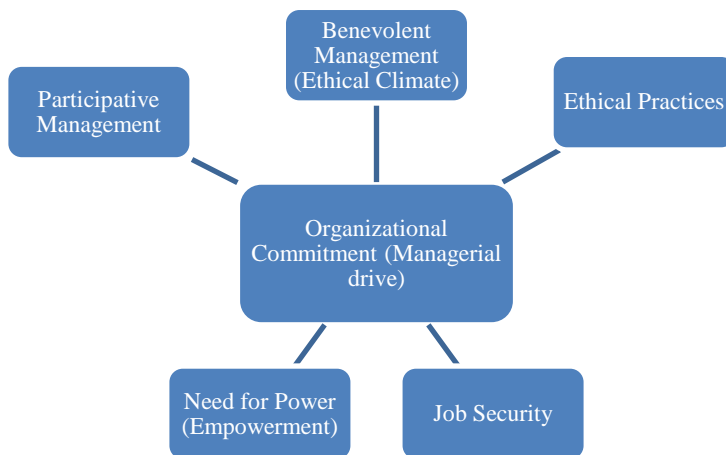 Benevolent
Management
(Ethical Climate)
Participative
Management
Ethical Practices
Organizational
Commitment (Managerial
drive)
Need for Power
(Empowerment)
Job Security